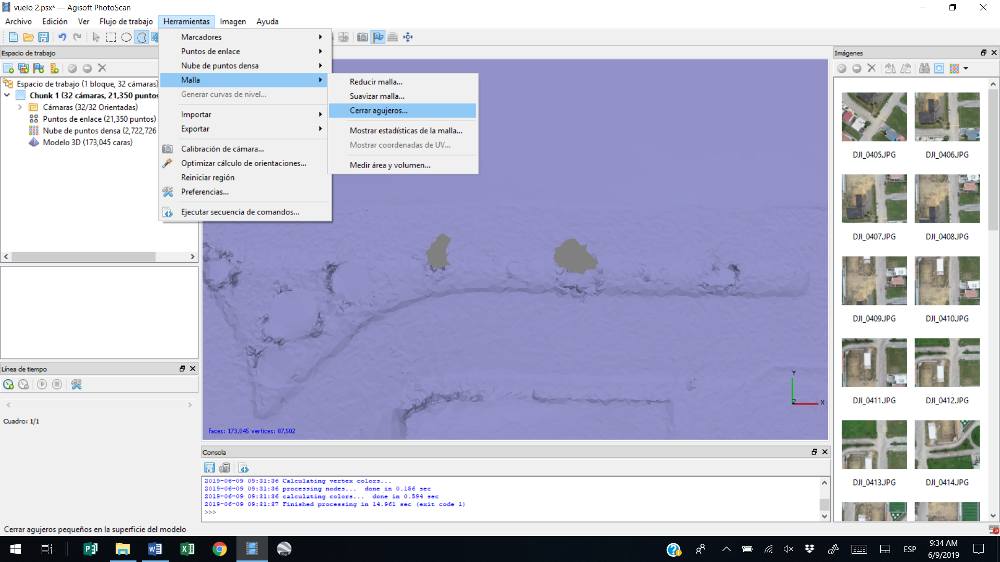 vuelo 2.psx* — Agisoft PhotoScan
Archivo Edición Ver Flujo de trabajo Herramientas Imagen Ayuda
Espacio de trabajo
Espacio de trabajo (1 bloque, 32 cámaras)
Chunk 1 (32 cámaras, 21,350 puntos
Cámaras (32/32 Orientadas)
Puntos de enlace (21,350 puntos)
Nube de puntos densa (2,722,726
Modelo 3D (173,045 caras)
Marcadores
Puntos de enlace
Nube de puntos densa
Malla
Generar curvas de nivel...
Importar
Exportar
Calibración de cámara...
Optimizar cálculo de orientaciones...
Reiniciar región
Preferencias...
Ejecutar secuencia de comandos...
Reducir malla...
Suavizar malla...
Cerrar agujeros...
Mostrar estadísticas de la malla...
Mostrar coordenadas de UV...
Medir área y volumen...
Y
Z
X
faces: 173,045 vertices: 87,502
Línea de tiempo
Cuadro: 1/1
Consola
2019-06-09 09:31:36 Calculating vertex colors...
2019-06-09 09:31:36 processing nodes... done in 0.156 sec
2019-06-09 09:31:36 calculating colors... done in 0.594 sec
2019-06-09 09:31:37 Finished processing in 14.961 sec (exit code 1)
>>>
Imágenes
DJI_0405.JPG DJI_0406.JPG
DJI_0407.JPG DJI_0408.JPG
DJI_0409.JPG DJI_0410.JPG
DJI_0411.JPG DJI_0412.JPG
DJI_0413.JPG DJI_0414.JPG
Cerrar agujeros pequeños en la superficie del modelo
Pro
ESP
9:34 AM
6/9/2019